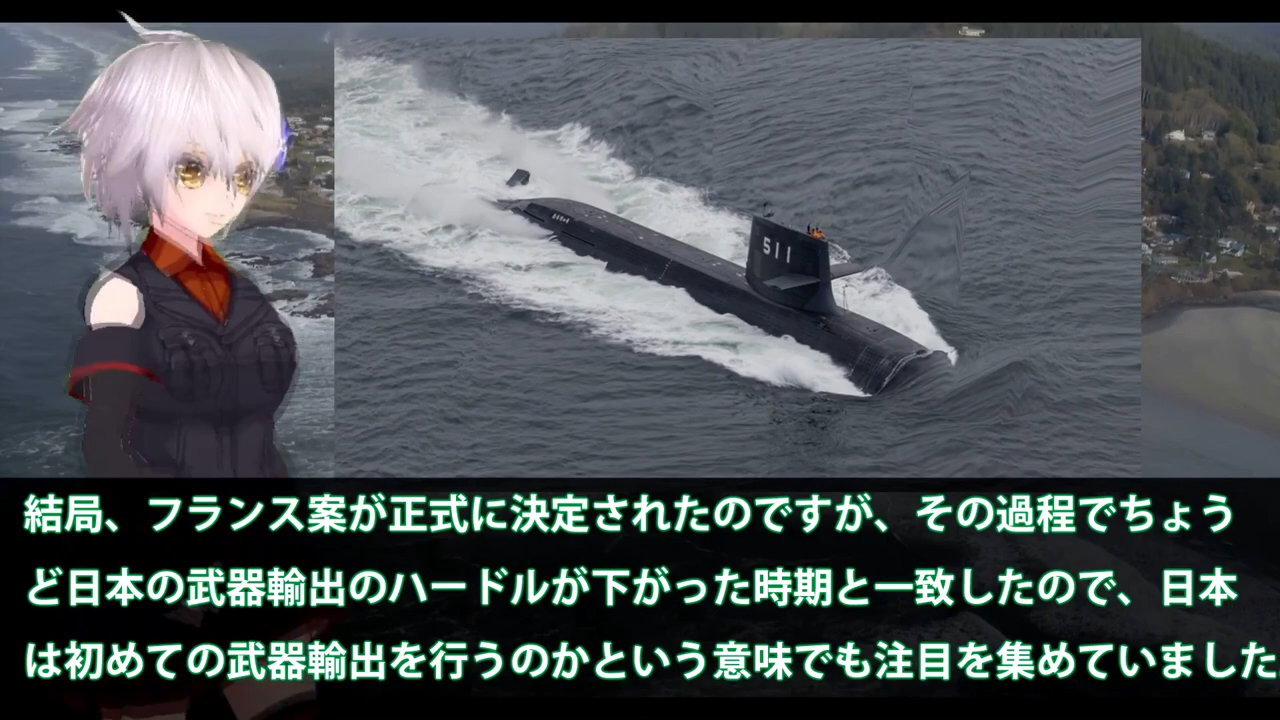 511
結局、フランス案が正式に決定されたのですが、その過程でちょう
ど日本の武器輸出のハードルが下がった時期と一致したので、日本
は初めての武器輸出を行うのかという意味でも注目を集めていました